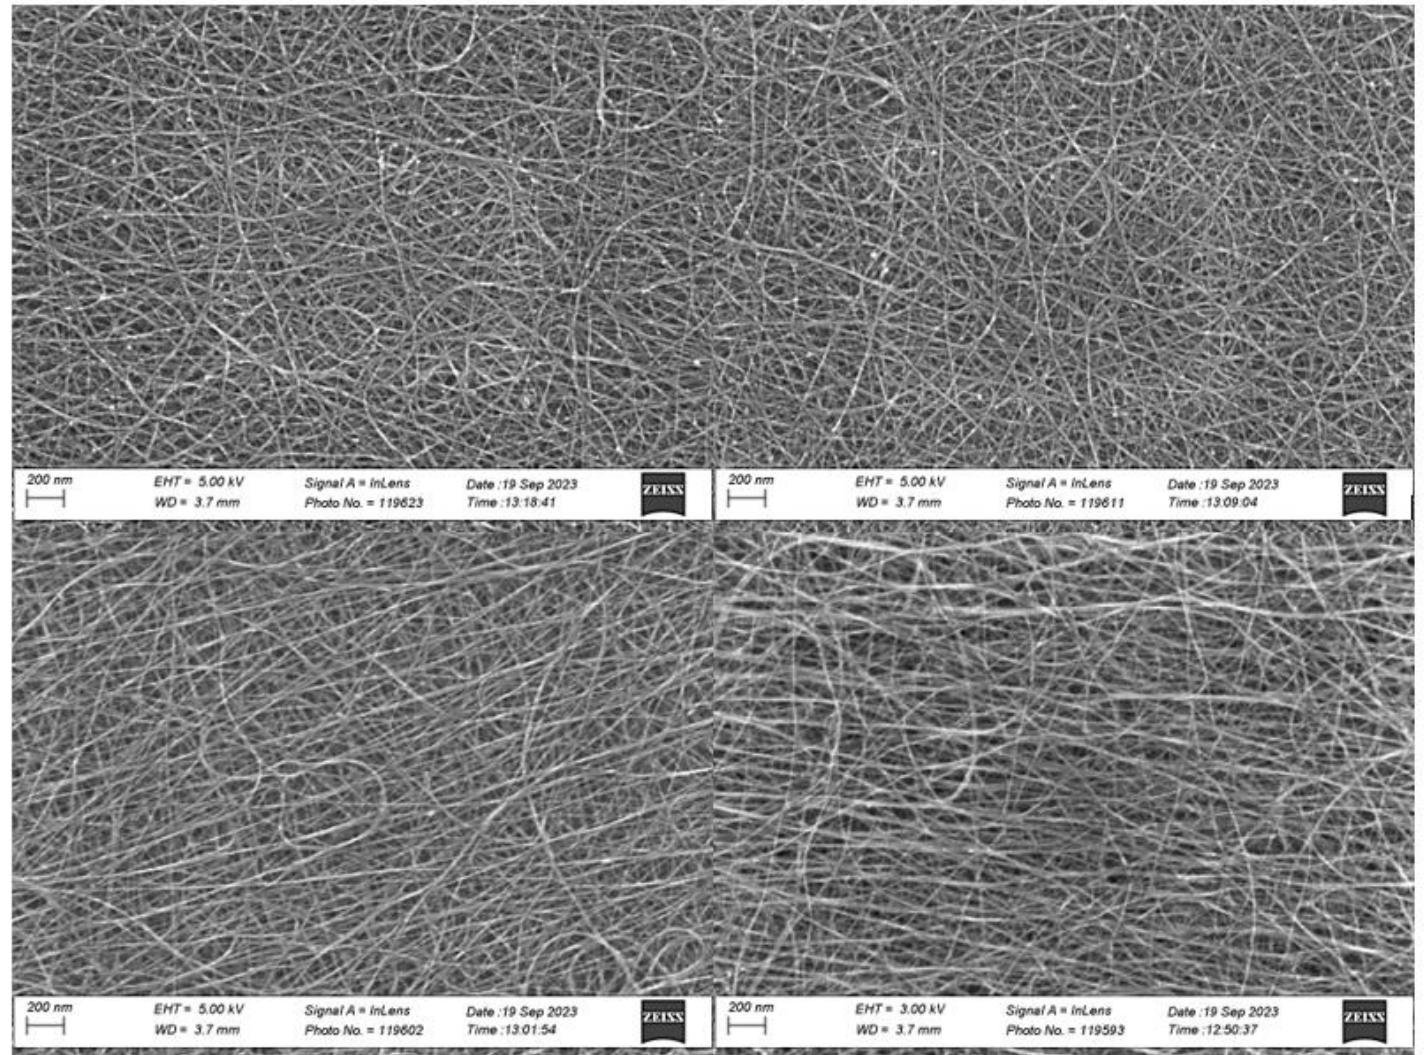 200 nm EHT = 5.00 kV Signal A = InLens Date :19 Sep 2023
WD = 3.7 mm Photo No. = 119623 Time :13:18:41
ZEISS
200 nm EHT = 5.00 kV Signal A = InLens Date :19 Sep 2023
WD = 3.7 mm Photo No. = 119611 Time :13:09:04
ZEISS
200 nm EHT = 5.00 kV Signal A = InLens Date :19 Sep 2023
WD = 3.7 mm Photo No. = 119602 Time :13:01:54
ZEISS
200 nm EHT = 3.00 kV Signal A = InLens Date :19 Sep 2023
WD = 3.7 mm Photo No. = 119593 Time :12:50:37
ZEISS